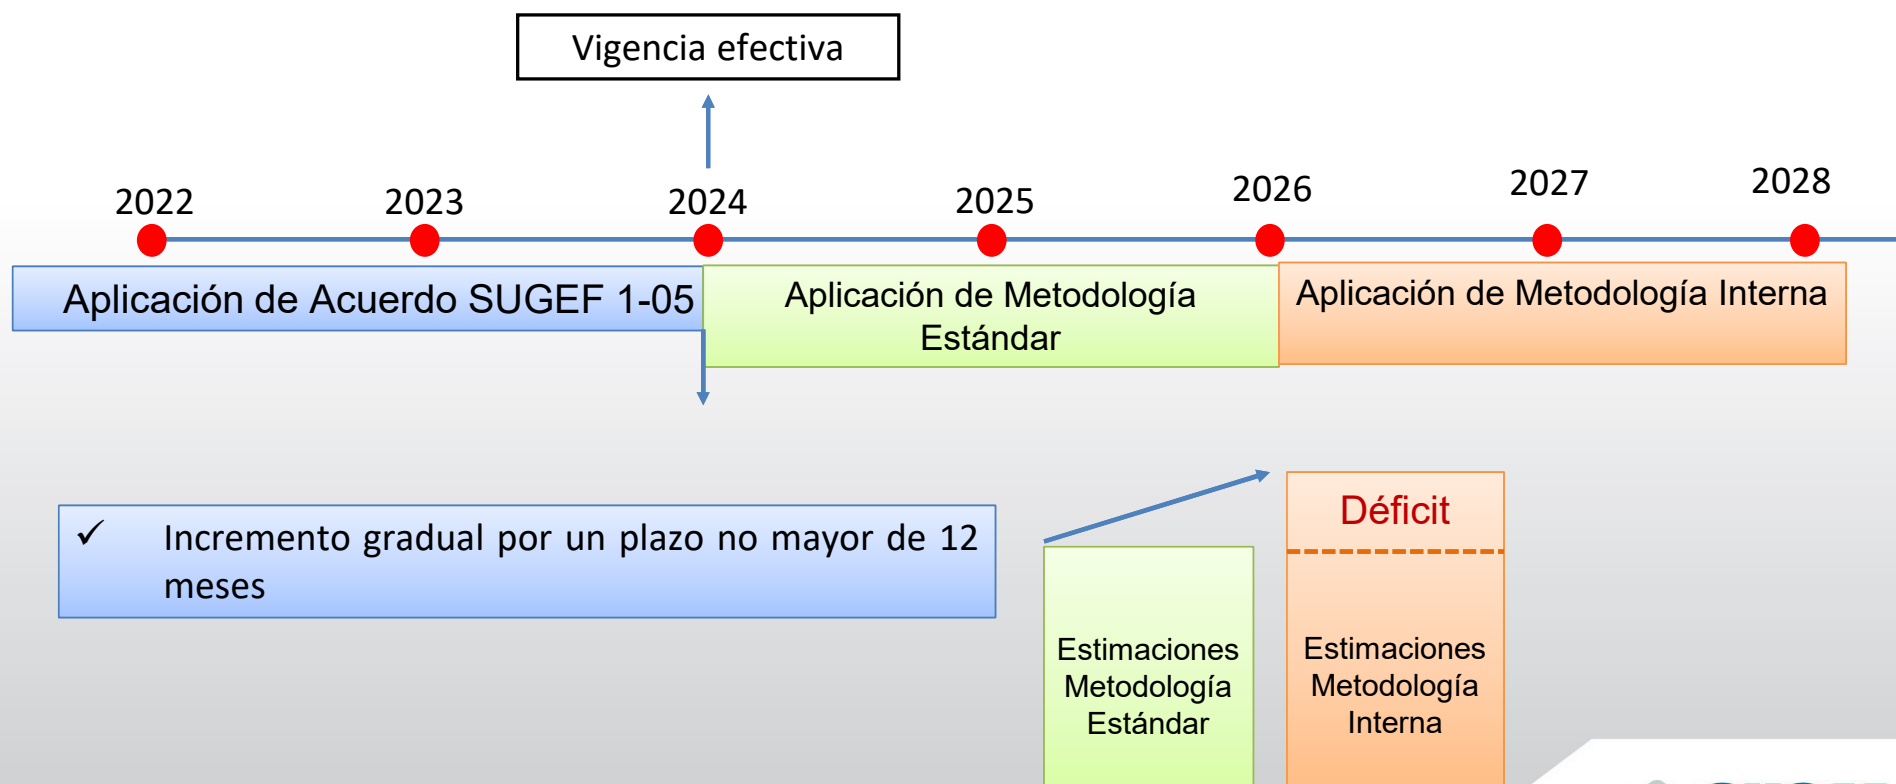 Vigencia efectiva
2022
2023
2024
2025
2026
2027
2028
Aplicación de Acuerdo SUGEF 1-05
Aplicación de Metodología
Estándar
Aplicación de Metodología Interna
✓ Incremento gradual por un plazo no mayor de 12
meses
Déficit
Estimaciones
Metodología
Estándar
Estimaciones
Metodología
Interna